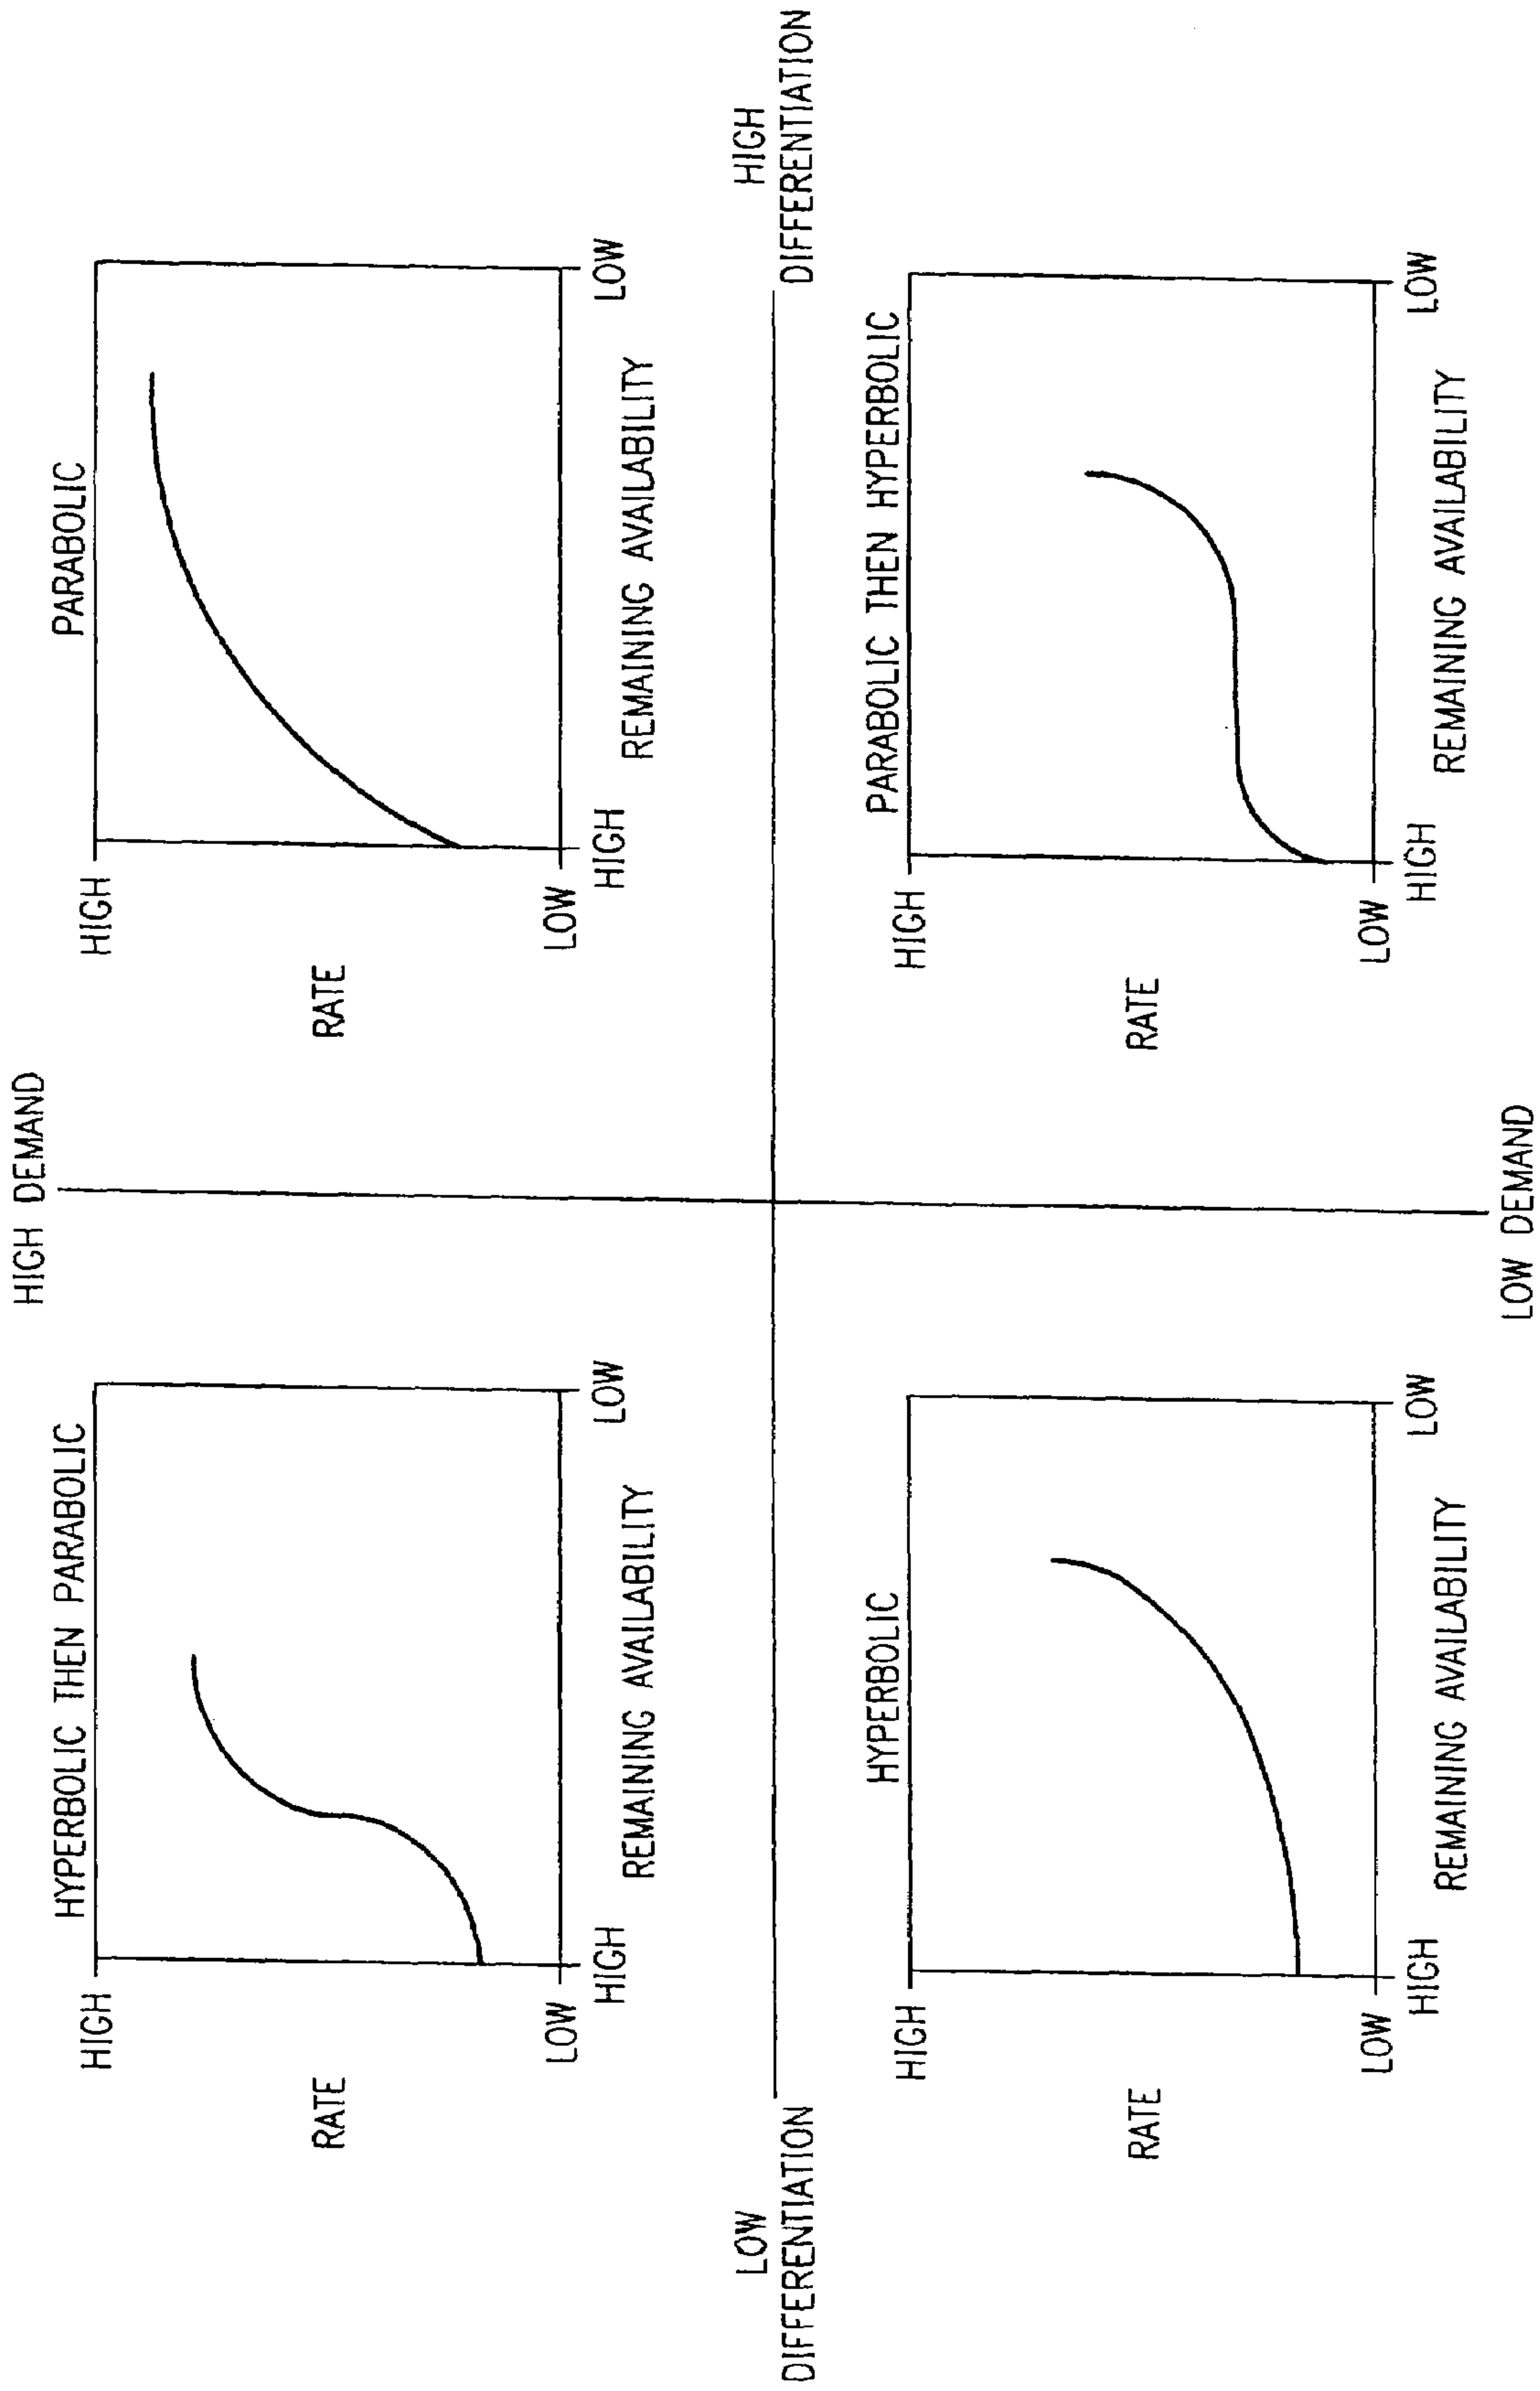 HIGH DEMAND
HYPERBOLIC THEN PARABOLIC
HIGH
RATE
LOW
HIGH
LOW
REMAINING AVAILABILITY
PARABOLIC
HIGH
RATE
LOW
HIGH
LOW
REMAINING AVAILABILITY
LOW
DIFFERENTIATION
HIGH
DIFFERENTIATION
HYPERBOLIC
HIGH
RATE
LOW
HIGH
LOW
REMAINING AVAILABILITY
PARABOLIC THEN HYPERBOLIC
HIGH
RATE
LOW
HIGH
LOW
REMAINING AVAILABILITY
LOW DEMAND